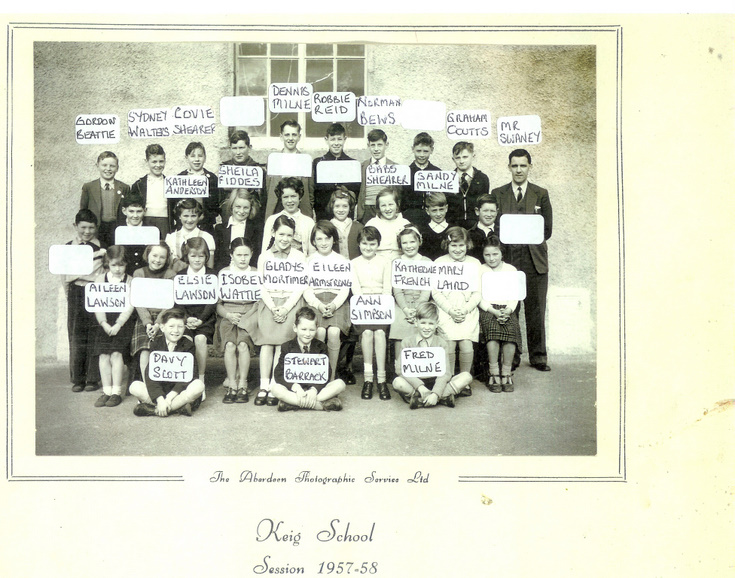 DENNIS
MILNE
ROBBIE
REID
NORMAN
BEWS
SYDNEY
WALTERS
COVIE
SHEARER
GORDON
BEATTIE
GRAHAM
COUTTS
MR
SWANEY
KATHLEEN
ANDERSON
SHEILA
FIDDES
BABS
SHEARER
SANDY
MILNE
AILEEN
LAWSON
ELSIE
LAWSON
ISOBEL
WATTIE
GLADYS
MORTIMER
EILEEN
ARMSTRONG
ANN
SIMPSON
KATHERINE
FRENCH
MARY
LAIRD
DAVY
SCOTT
STEWART
BARRACK
FRED
MILNE
The Aberdeen Photographic Service Ltd
Keig School
Session 1957-58